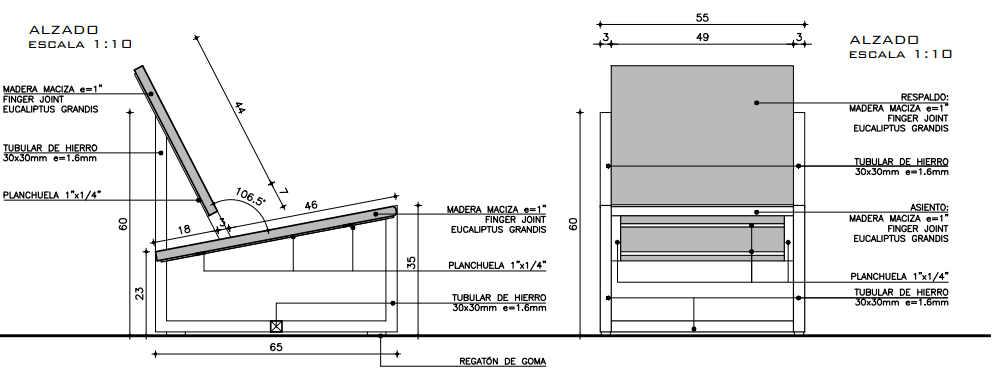 ALZADO
ESCALA 1:10
MADERA MACIZA e=1"
FINGER JOINT
EUCALIPTUS GRANDIS
TUBULAR DE HIERRO
30x30mm e=1.6mm
PLANCHUELA 1"x1/4"
44
7
106.5°
46
18
3
60
23
35
65
MADERA MACIZA e=1"
FINGER JOINT
EUCALIPTUS GRANDIS
PLANCHUELA 1"x1/4"
TUBULAR DE HIERRO
30x30mm e=1.6mm
REGATÓN DE GOMA
55
3
49
3
60
ALZADO
ESCALA 1:10
RESPALDO:
MADERA MACIZA e=1"
FINGER JOINT
EUCALIPTUS GRANDIS
TUBULAR DE HIERRO
30x30mm e=1.6mm
ASIENTO:
MADERA MACIZA e=1"
FINGER JOINT
EUCALIPTUS GRANDIS
PLANCHUELA 1"x1/4"
TUBULAR DE HIERRO
30x30mm e=1.6mm